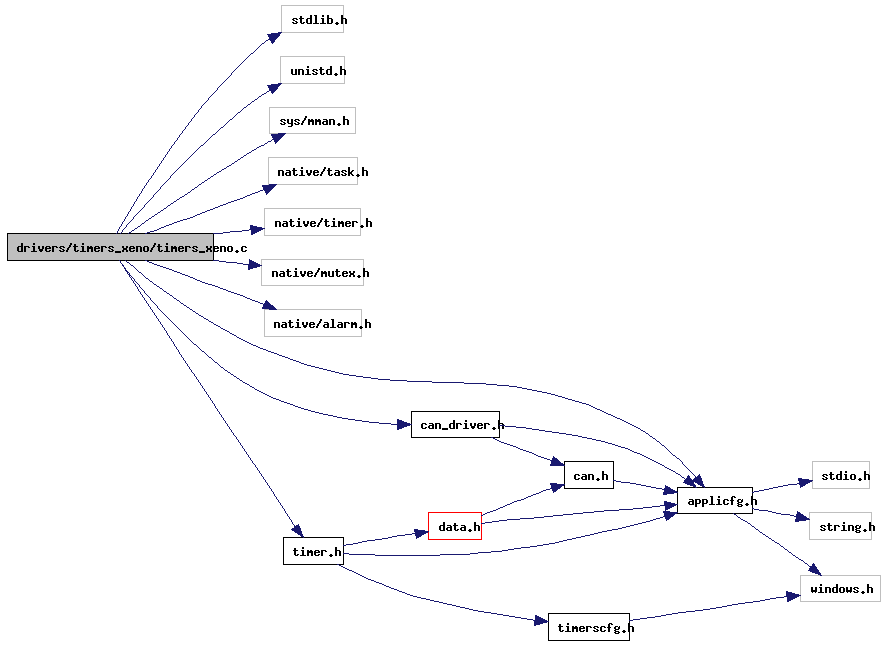 stdlib.h
unistd.h
sys/mman.h
native/task.h
native/timer.h
drivers/timers_xeno/timers_xeno.c
native/mutex.h
native/alarm.h
can_driver.h
can.h
stdio.h
applicfg.h
data.h
string.h
timer.h
windows.h
timerscfg.h